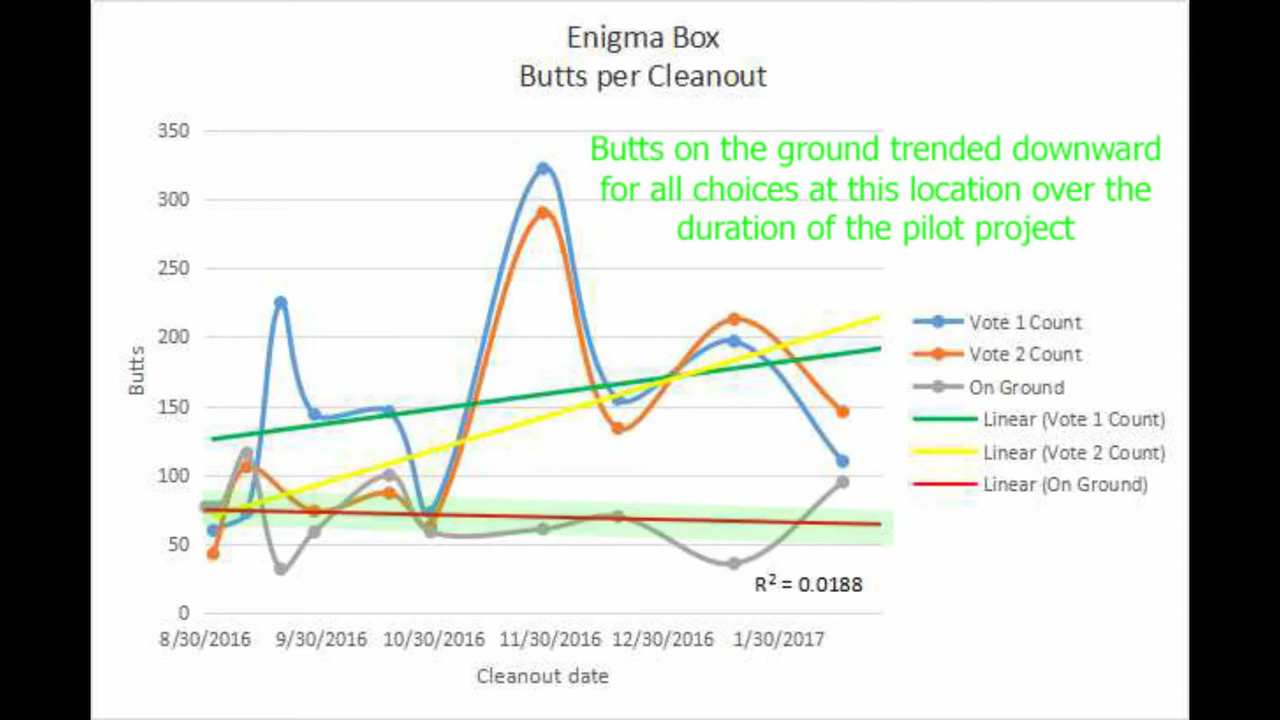 Enigma Box
Butts per Cleanout
Butts on the ground trended downward
for all choices at this location over the
duration of the pilot project
350
300
250
200
150
100
50
0
Butts
8/30/2016 9/30/2016 10/30/2016 11/30/2016 12/30/2016 1/30/2017
Cleanout date
R² = 0.0188
Vote 1 Count
Vote 2 Count
On Ground
Linear (Vote 1 Count)
Linear (Vote 2 Count)
Linear (On Ground)